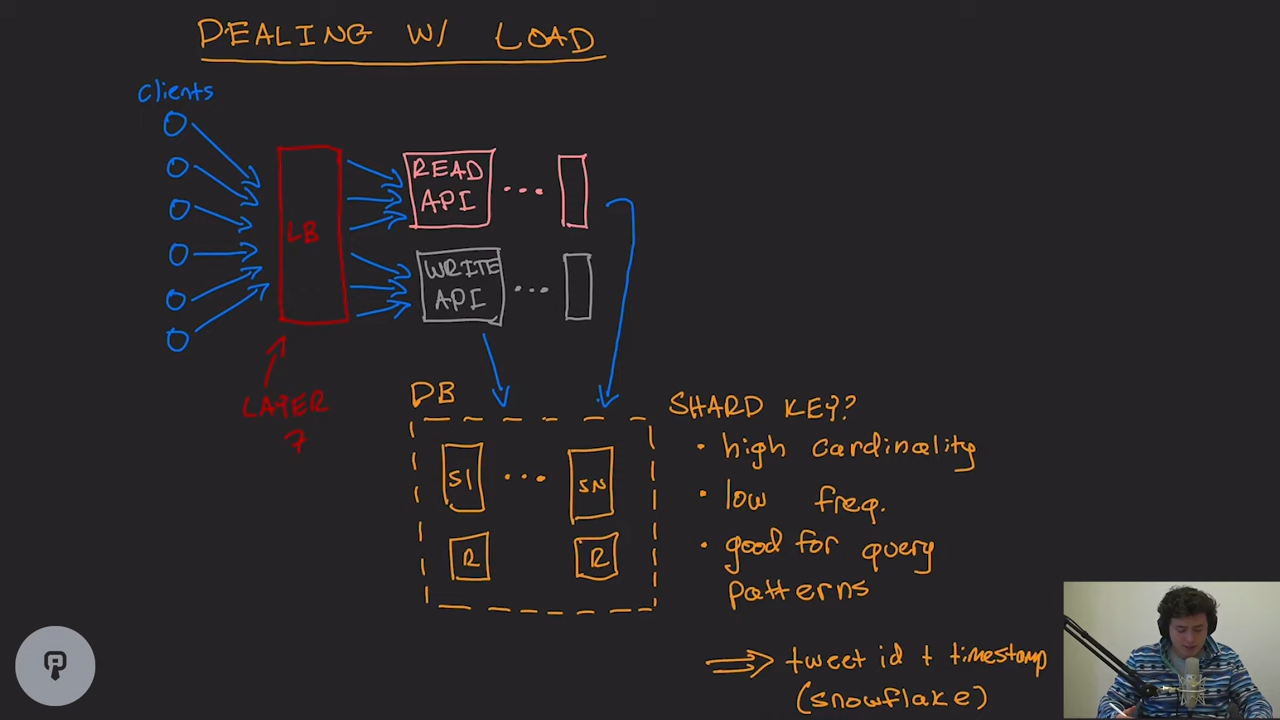 DEALING W/ LOAD
clients
LB
READ
API
...
WRITE
API
...
LAYER
7
DB
S1 ... SN
R R
SHARD KEY?
• high cardinality
• low freq.
• good for query
patterns
⇒ tweet id + timestamp
(snowflake)